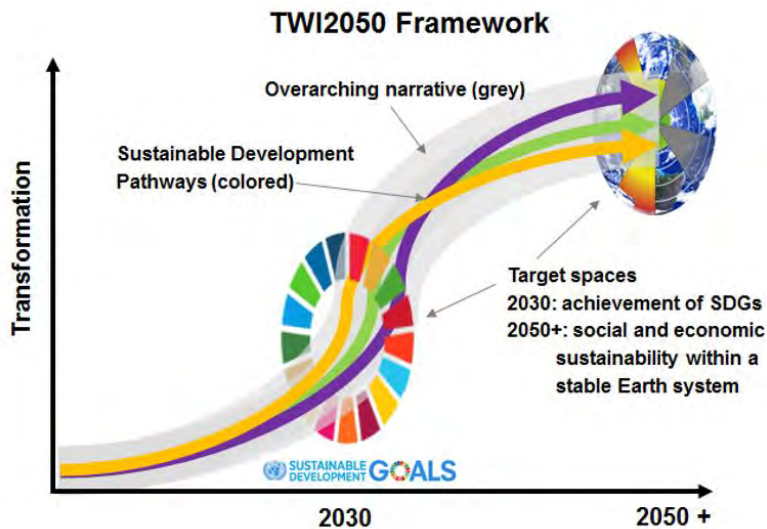 TWI2050 Framework
Overarching narrative (grey)
Sustainable Development
Pathways (colored)
Transformation
Target spaces
2030: achievement of SDGs
2050+: social and economic
sustainability within a
stable Earth system
SUSTAINABLE
DEVELOPMENT
GOALS
2030
2050 +